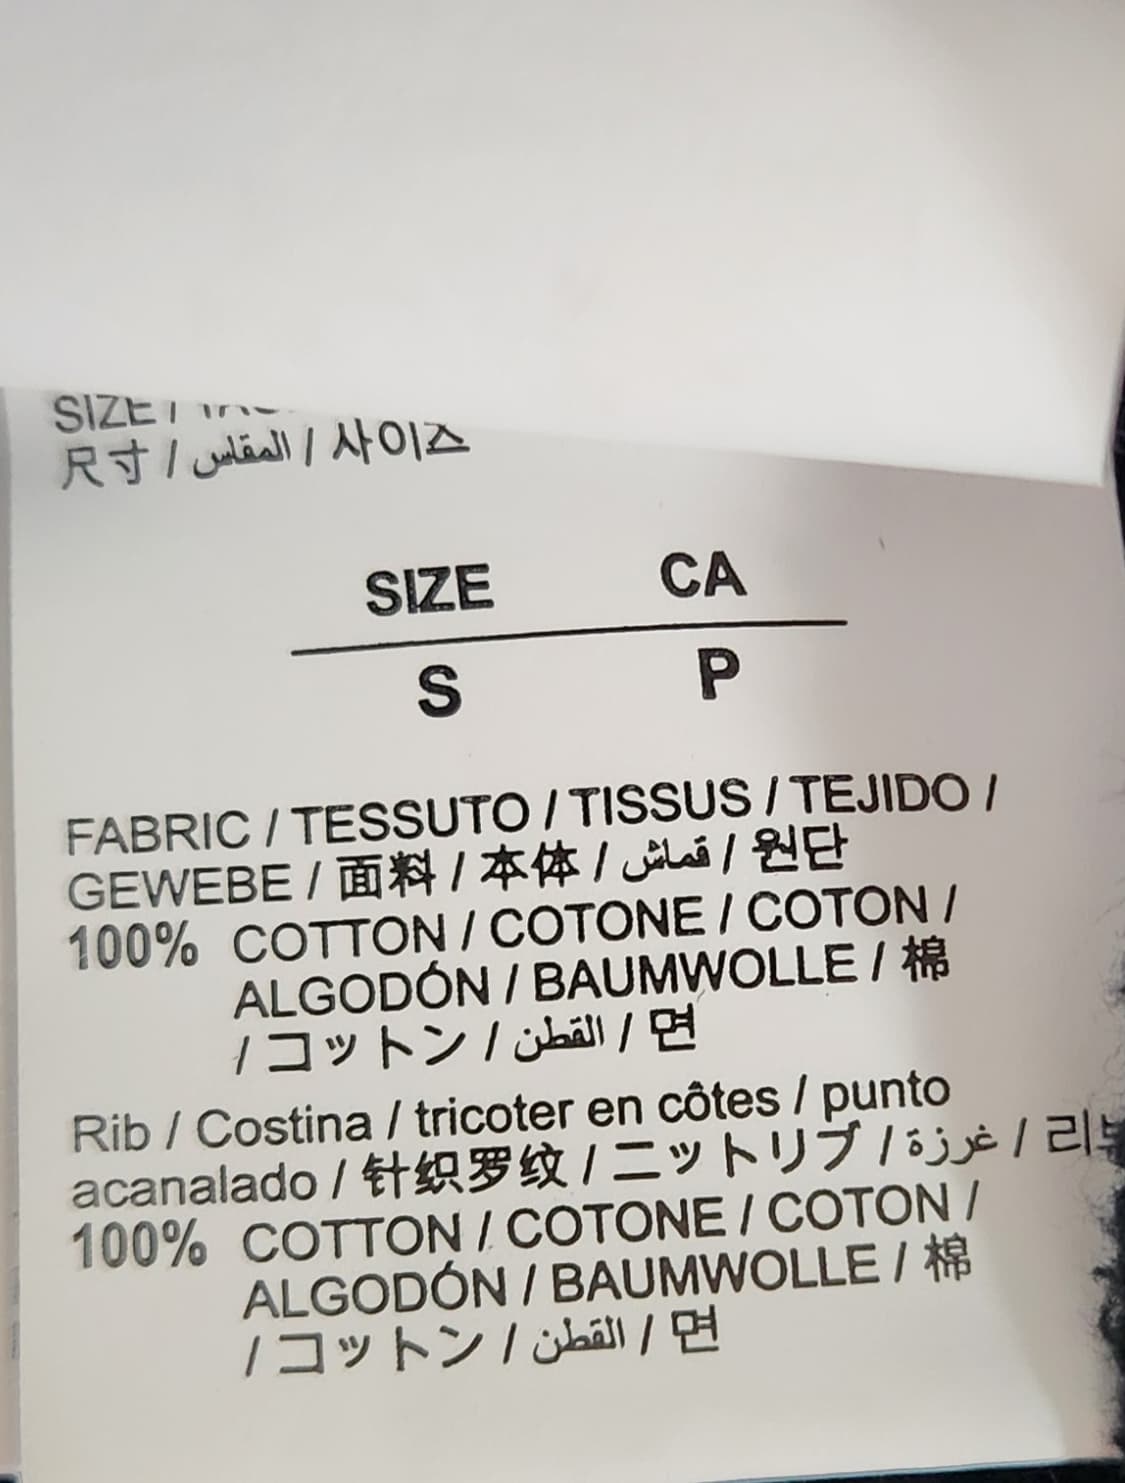 SIZE /
尺寸 / المقاس / 사이즈
SIZE CA
S P
FABRIC / TESSUTO / TISSUS / TEJIDO /
GEWEBE / 面料 / 本体 / قماش / 원단
100% COTTON / COTONE / COTON /
ALGODÓN / BAUMWOLLE / 棉
/ コットン / القطن / 면
Rib / Costina / tricoter en côtes / punto
acanalado / 针织罗纹 / ニットリブ / غرزة /
100% COTTON / COTONE / COTON /
ALGODÓN / BAUMWOLLE / 棉
/ コットン / القطن / 면